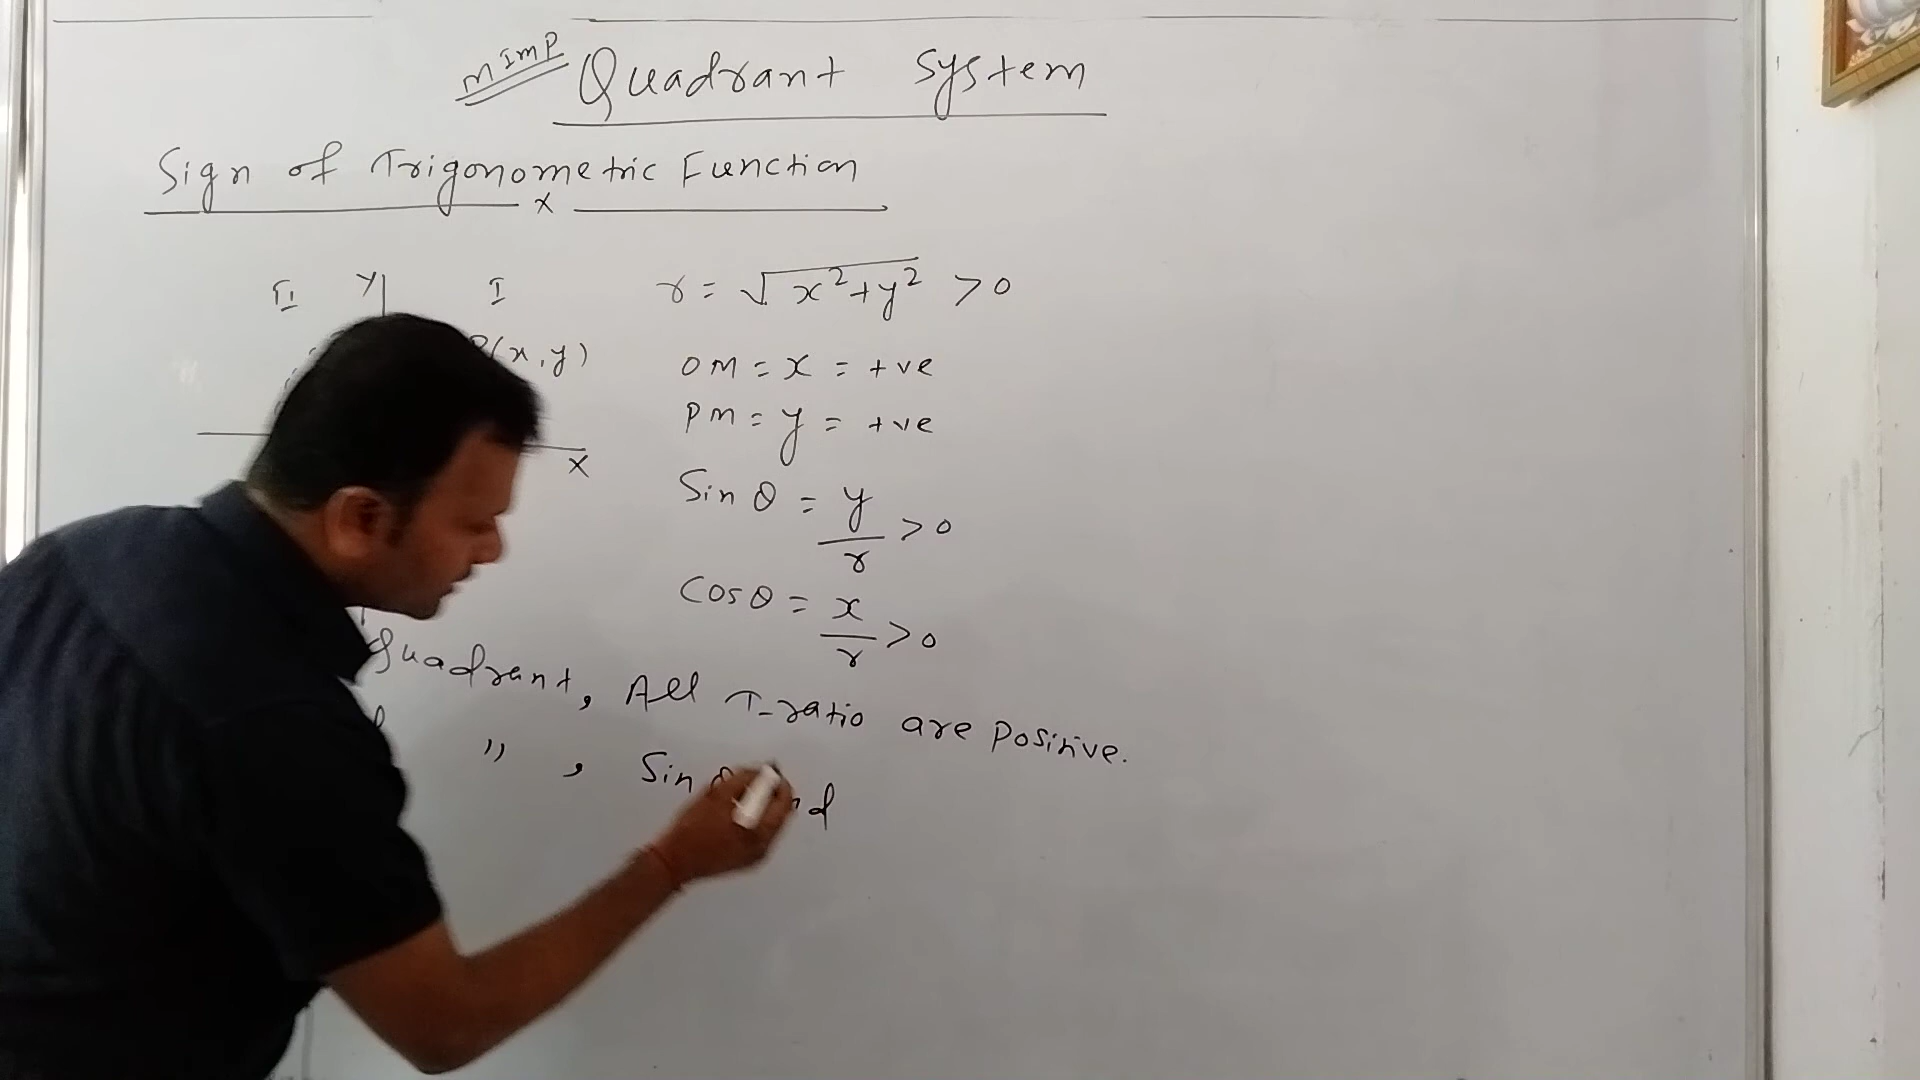 M Imp Quadrant System
Sign of Trigonometric Function
x
II y I
(x,y)
x
r = √x²+y² > 0
OM = x = +ve
PM = y = +ve
Sin θ = y/r > 0
Cos θ = x/r > 0
Quadrant, All T-ratio are Positive.
" , Sin